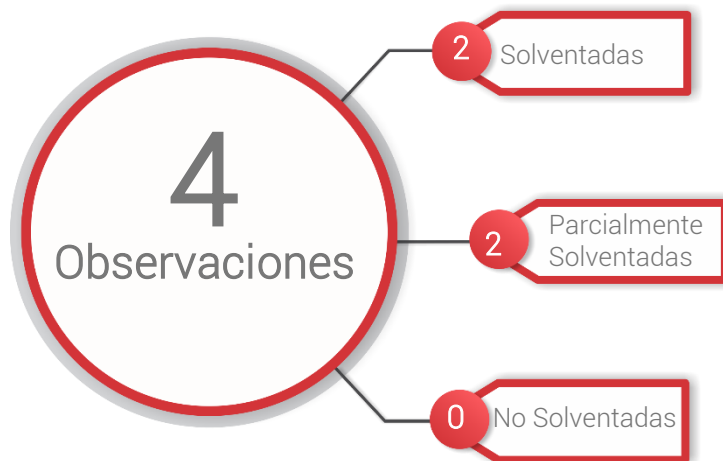 4
Observaciones
2
Solventadas
2
Parcialmente
Solventadas
0
No Solventadas